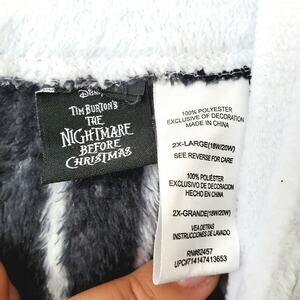 Disney
TIM BURTON'S
THE
NIGHTMARE
BEFORE
CHRISTMAS
100% POLYESTER
EXCLUSIVE OF DECORATION
MADE IN CHINA
2X-LARGE(18W/20W)
SEE REVERSE FOR CARE
100% POLIÉSTER
EXCLUSIVO DE DECORACION
HECHO EN CHINA
2X-GRANDE(18W/20W)
VEA DETRAS
INSTRUCCIONES DE LAVADO
RN#82457
UPC#714147413653